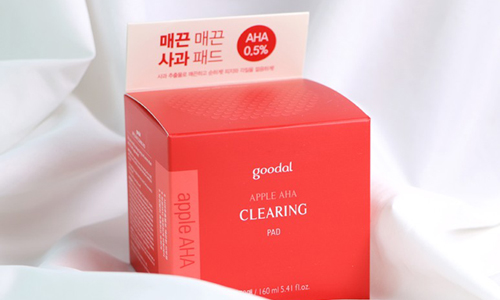 매끈 매끈
사과 패드
AHA
0.5%
goodal
APPLE AHA
CLEARING
PAD
apple AHA
160 ml 5.41 fl.oz.